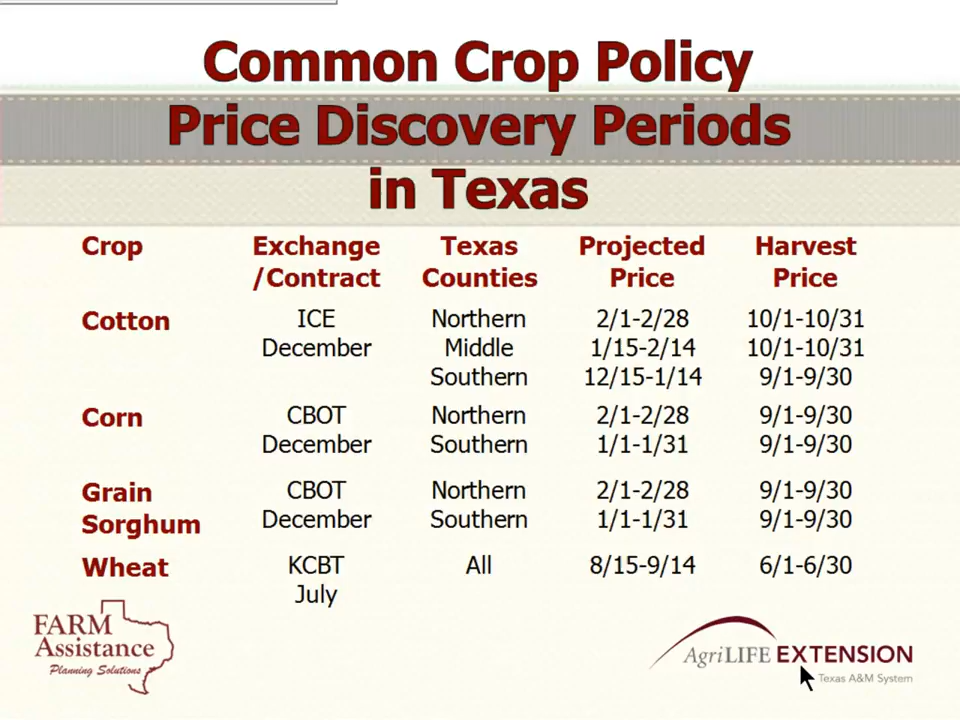 Common Crop Policy
Price Discovery Periods
in Texas
Crop Exchange /Contract Texas Counties Projected Price Harvest Price
Cotton ICE Northern 2/1-2/28 10/1-10/31
December Middle 1/15-2/14 10/1-10/31
Southern 12/15-1/14 9/1-9/30
Corn CBOT Northern 2/1-2/28 9/1-9/30
December Southern 1/1-1/31 9/1-9/30
Grain CBOT Northern 2/1-2/28 9/1-9/30
Sorghum December Southern 1/1-1/31 9/1-9/30
Wheat KCBT All 8/15-9/14 6/1-6/30
July
FARM
Assistance
Planning Solutions
AgriLIFE EXTENSION
Texas A&M System